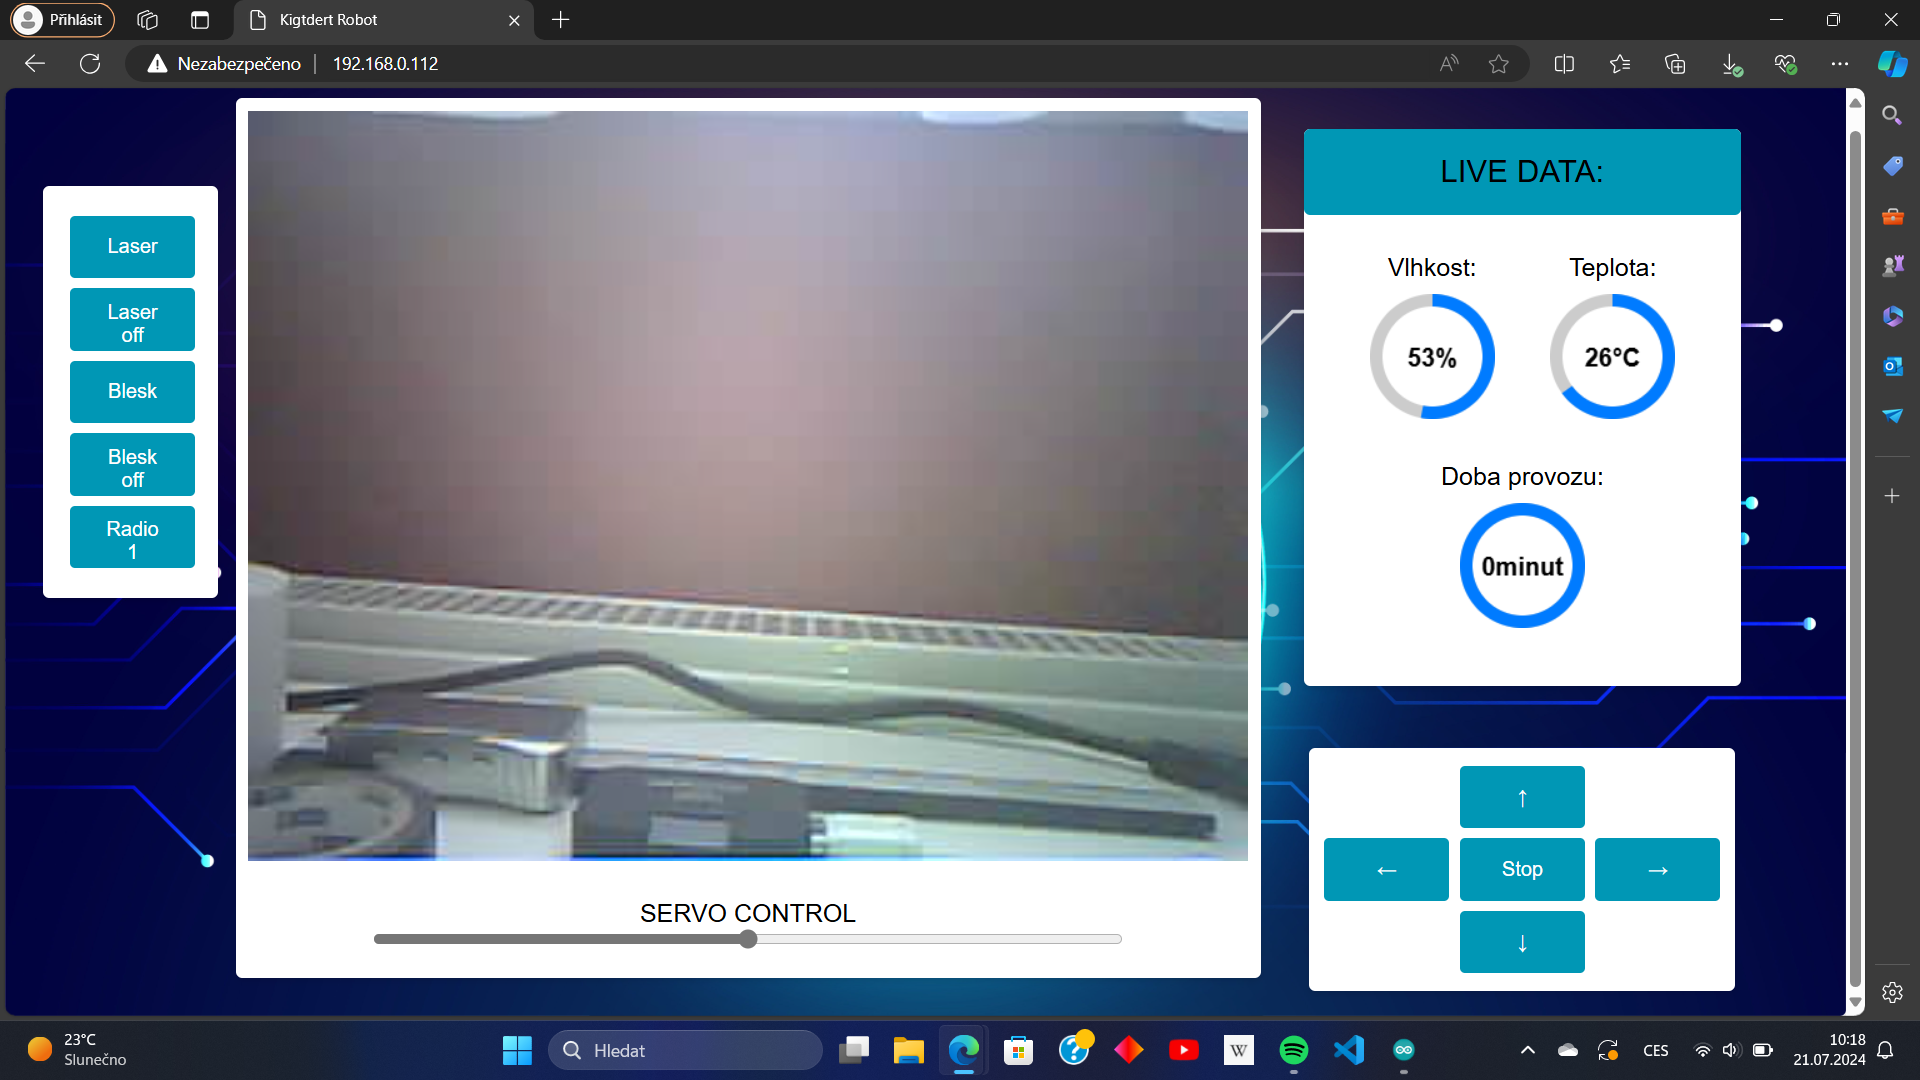 Přihlásit
Kigtdert Robot
Nezabezpečeno
192.168.0.112
Laser
Laser
off
Blesk
Blesk
off
Radio
1
SERVO CONTROL
LIVE DATA:
Vlhkost:
Teplota:
53%
26°C
Doba provozu:
0minut
↑
←
Stop
→
↓
23°C
Slunečno
Hledat
W
CES
10:18
21.07.2024